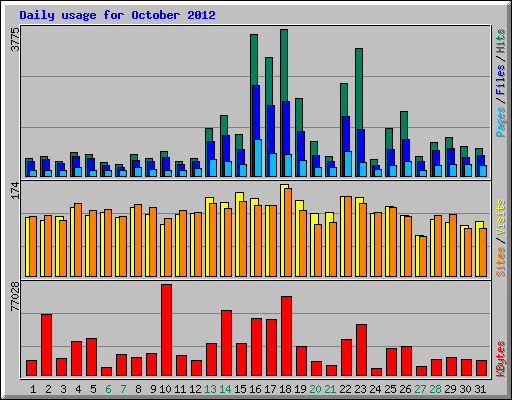 Daily usage for October 2012
3775
Pages / Files / Hits
174
Sites / Visits
77028
KBytes
1 2 3 4 5 6 7 8 9 10 11 12 13 14 15 16 17 18 19 20 21 22 23 24 25 26 27 28 29 30 31